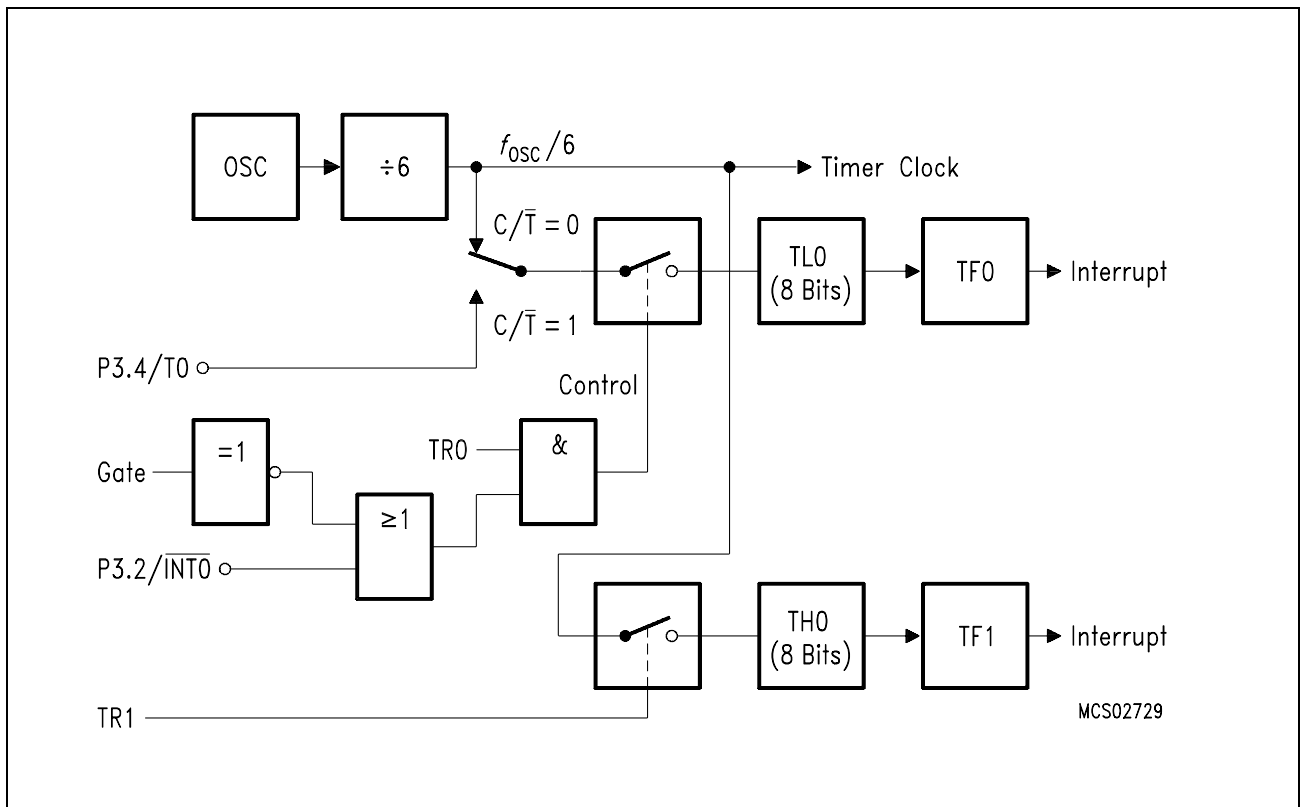 OSC
÷6
fOSC/6
Timer Clock
C/T̅ = 0
TL0
(8 Bits)
TF0
Interrupt
C/T̅ = 1
P3.4/T0
Control
=1
TR0
&
Gate
≥1
P3.2/I̅N̅T̅0̅
TH0
(8 Bits)
TF1
Interrupt
TR1
MCS02729